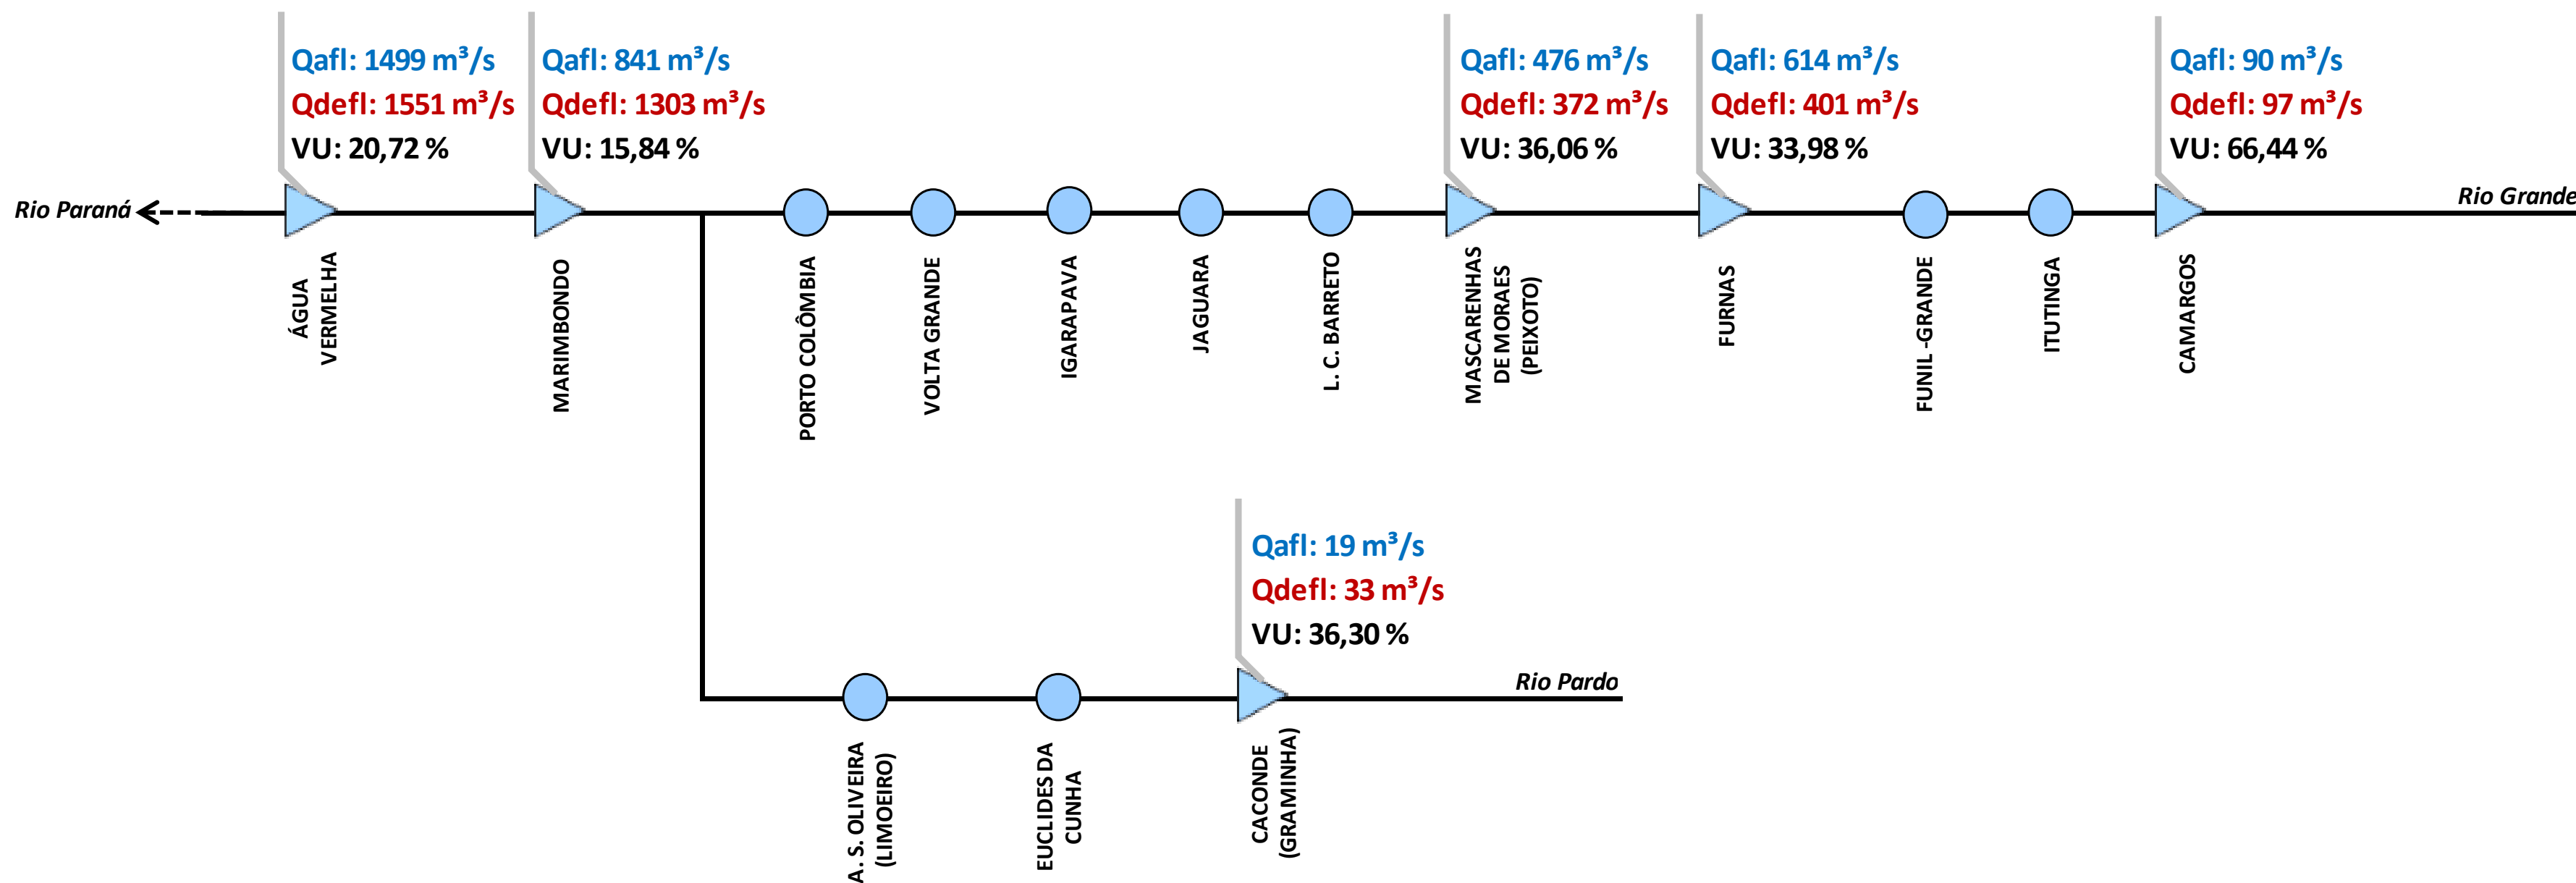 Qafl: 1499 m³/s
Qdefl: 1551 m³/s
VU: 20,72 %
Qafl: 841 m³/s
Qdefl: 1303 m³/s
VU: 15,84 %
Qafl: 476 m³/s
Qdefl: 372 m³/s
VU: 36,06 %
Qafl: 614 m³/s
Qdefl: 401 m³/s
VU: 33,98 %
Qafl: 90 m³/s
Qdefl: 97 m³/s
VU: 66,44 %
Rio Paraná
Rio Grande
ÁGUA
VERMELHA
MARIMBONDO
PORTO COLÔMBIA
VOLTA GRANDE
IGARAPAVA
JAGUARA
L. C. BARRETO
MASCARENHAS
DE MORAES
(PEIXOTO)
FURNAS
FUNIL -GRANDE
ITUTINGA
CAMARGOS
Qafl: 19 m³/s
Qdefl: 33 m³/s
VU: 36,30 %
Rio Pardo
A. S. OLIVEIRA
(LIMOEIRO)
EUCLIDES DA
CUNHA
CACONDE
(GRAMINHA)